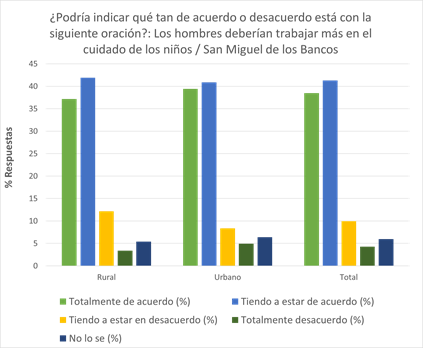 ¿Podría indicar qué tan de acuerdo o desacuerdo está con la
siguiente oración?: Los hombres deberían trabajar más en el
cuidado de los niños / San Miguel de los Bancos
% Respuestas
45
40
35
30
25
20
15
10
5
0
Rural Urbano Total
Totalmente de acuerdo (%) Tiendo a estar de acuerdo (%)
Tiendo a estar en desacuerdo (%) Totalmente desacuerdo (%)
No lo se (%)